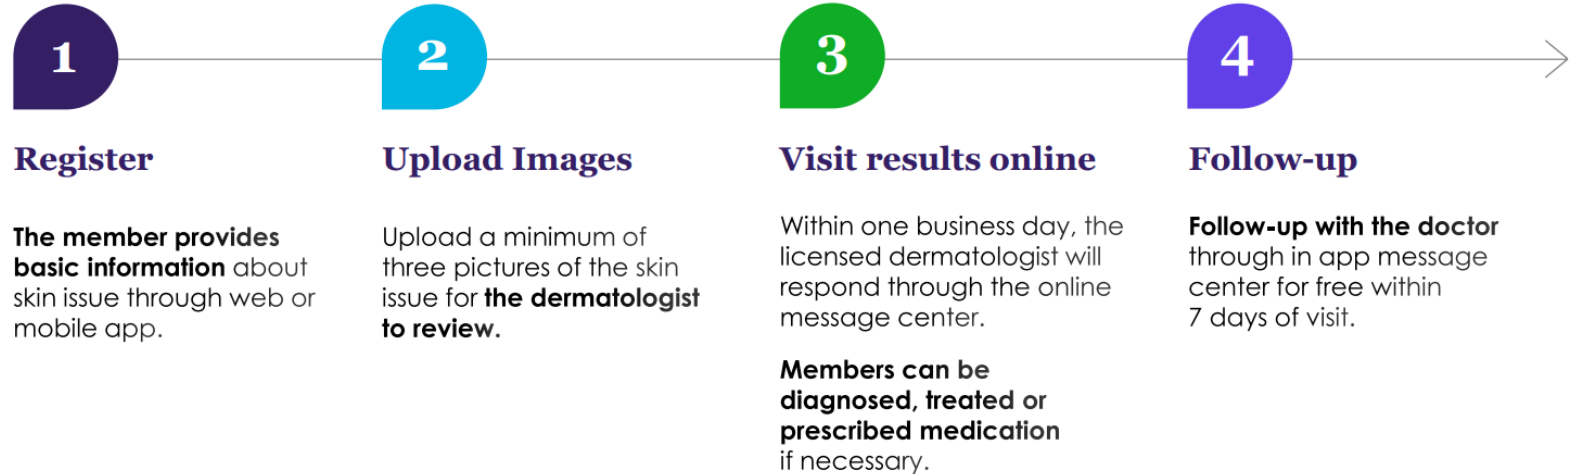 1
Register
The member provides
basic information about
skin issue through web or
mobile app.
2
Upload Images
Upload a minimum of
three pictures of the skin
issue for the dermatologist
to review.
3
Visit results online
Within one business day, the
licensed dermatologist will
respond through the online
message center.
Members can be
diagnosed, treated or
prescribed medication
if necessary.
4
Follow-up
Follow-up with the doctor
through in app message
center for free within
7 days of visit.